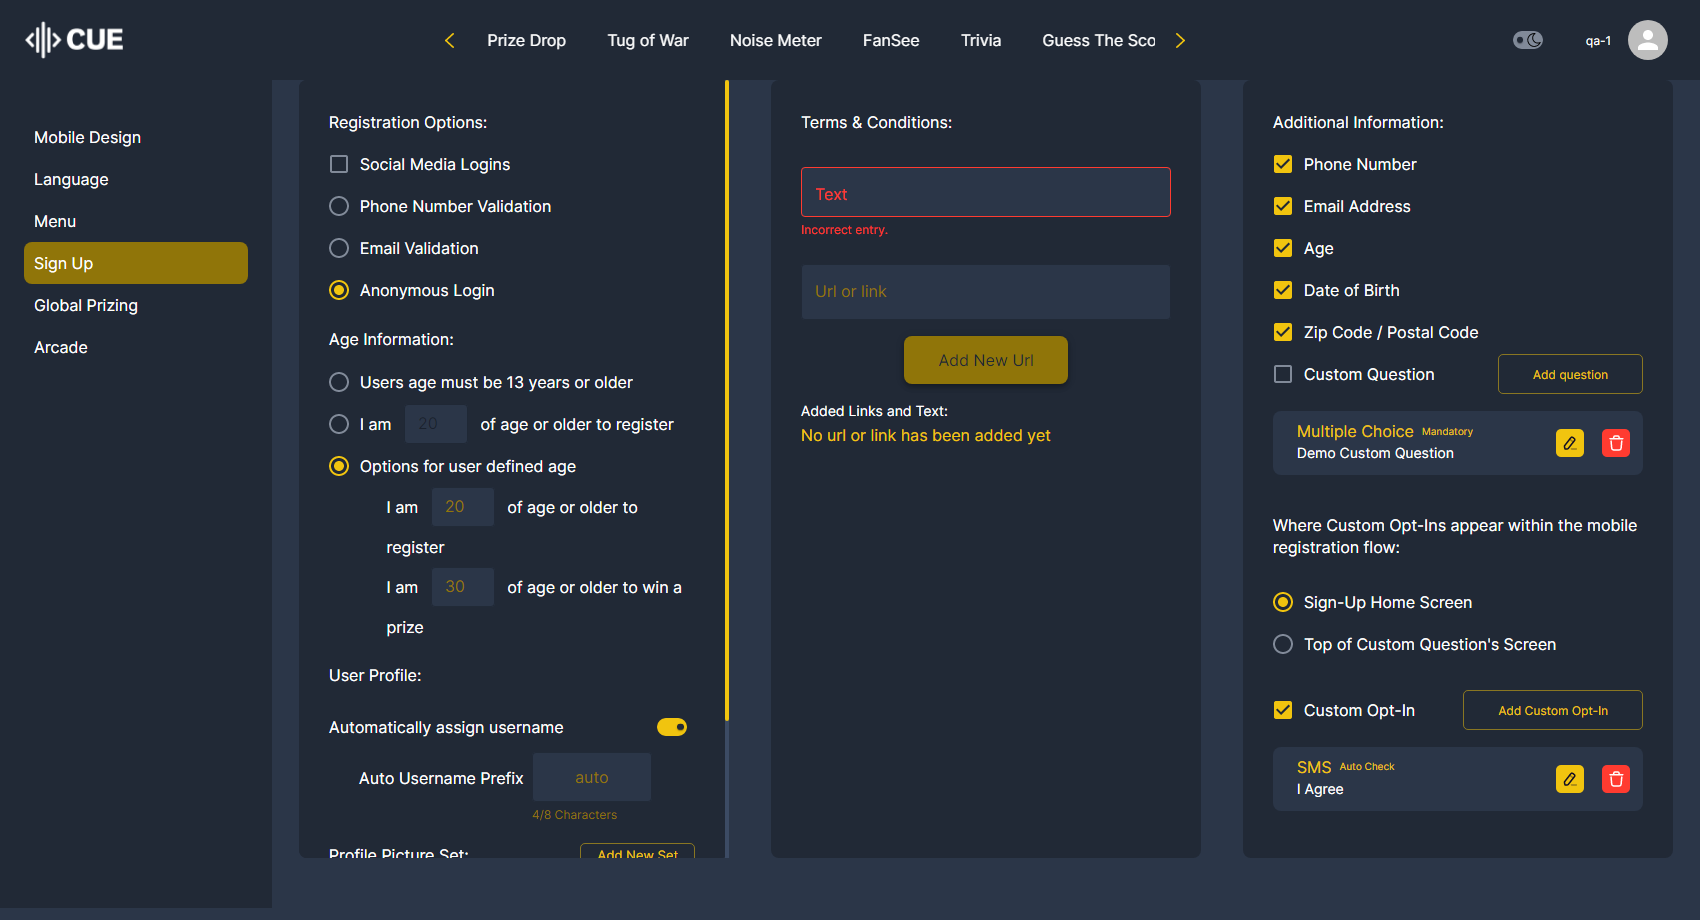 CUE
Prize Drop
Tug of War
Noise Meter
FanSee
Trivia
Guess The Sco
qa-1
Mobile Design
Language
Menu
Sign Up
Global Prizing
Arcade
Registration Options:
Social Media Logins
Phone Number Validation
Email Validation
Anonymous Login
Age Information:
Users age must be 13 years or older
I am 20 of age or older to register
Options for user defined age
I am 20 of age or older to
register
I am 30 of age or older to win a
prize
User Profile:
Automatically assign username
Auto Username Prefix auto
4/8 Characters
Profile Picture Set: Add New Set
Terms & Conditions:
Text
Incorrect entry.
Url or link
Add New Url
Added Links and Text:
No url or link has been added yet
Additional Information:
Phone Number
Email Address
Age
Date of Birth
Zip Code / Postal Code
Custom Question Add question
Multiple Choice Mandatory
Demo Custom Question
Where Custom Opt-Ins appear within the mobile
registration flow:
Sign-Up Home Screen
Top of Custom Question's Screen
Custom Opt-In Add Custom Opt-In
SMS Auto Check
I Agree